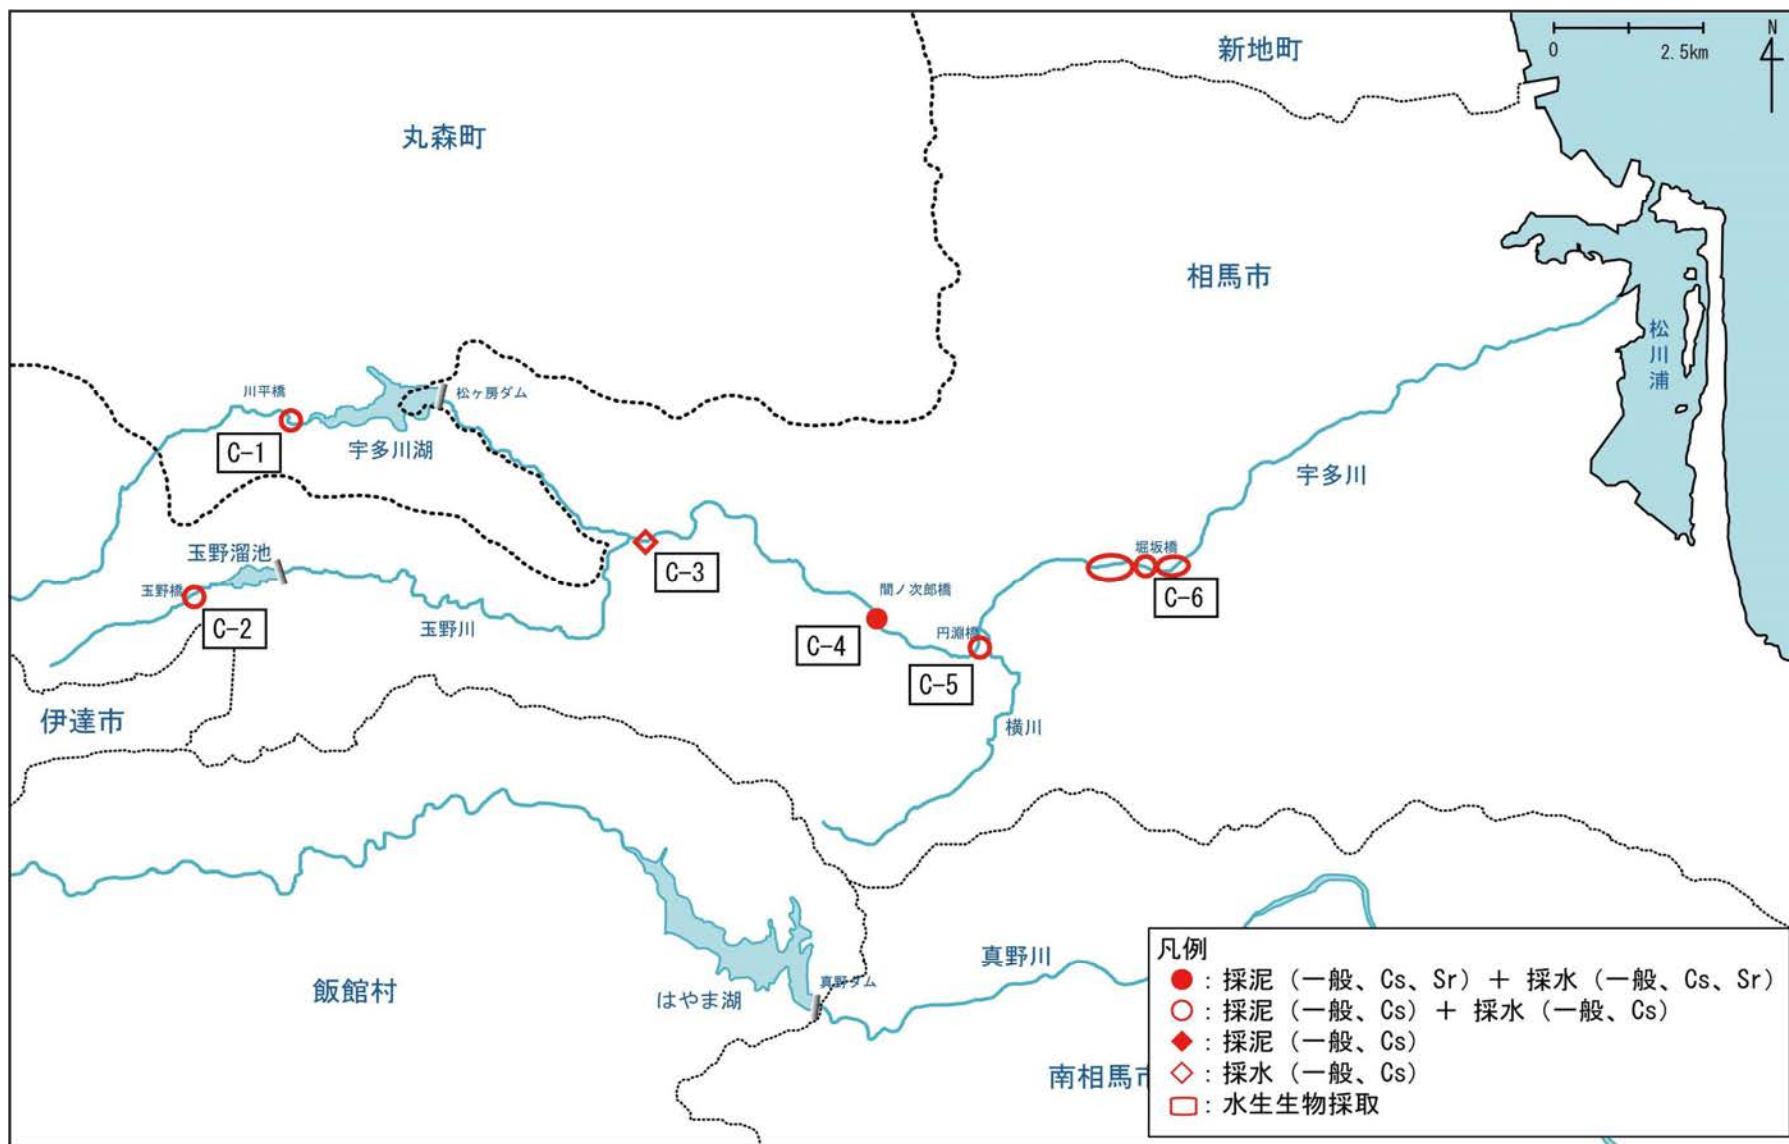 新地町
0
2.5km
N
丸森町
相馬市
松川浦
川平橋
松ヶ房ダム
C-1
宇多川湖
宇多川
玉野溜池
堀坂橋
玉野橋
C-3
C-6
C-2
玉野川
間ノ次郎橋
円淵橋
C-4
C-5
伊達市
横川
飯館村
はやま湖
真野ダム
真野川
南相馬市
凡例
：採泥（一般、Cs、Sr）＋ 採水（一般、Cs、Sr）
：採泥（一般、Cs）＋ 採水（一般、Cs）
：採泥（一般、Cs）
：採水（一般、Cs）
：水生生物採取